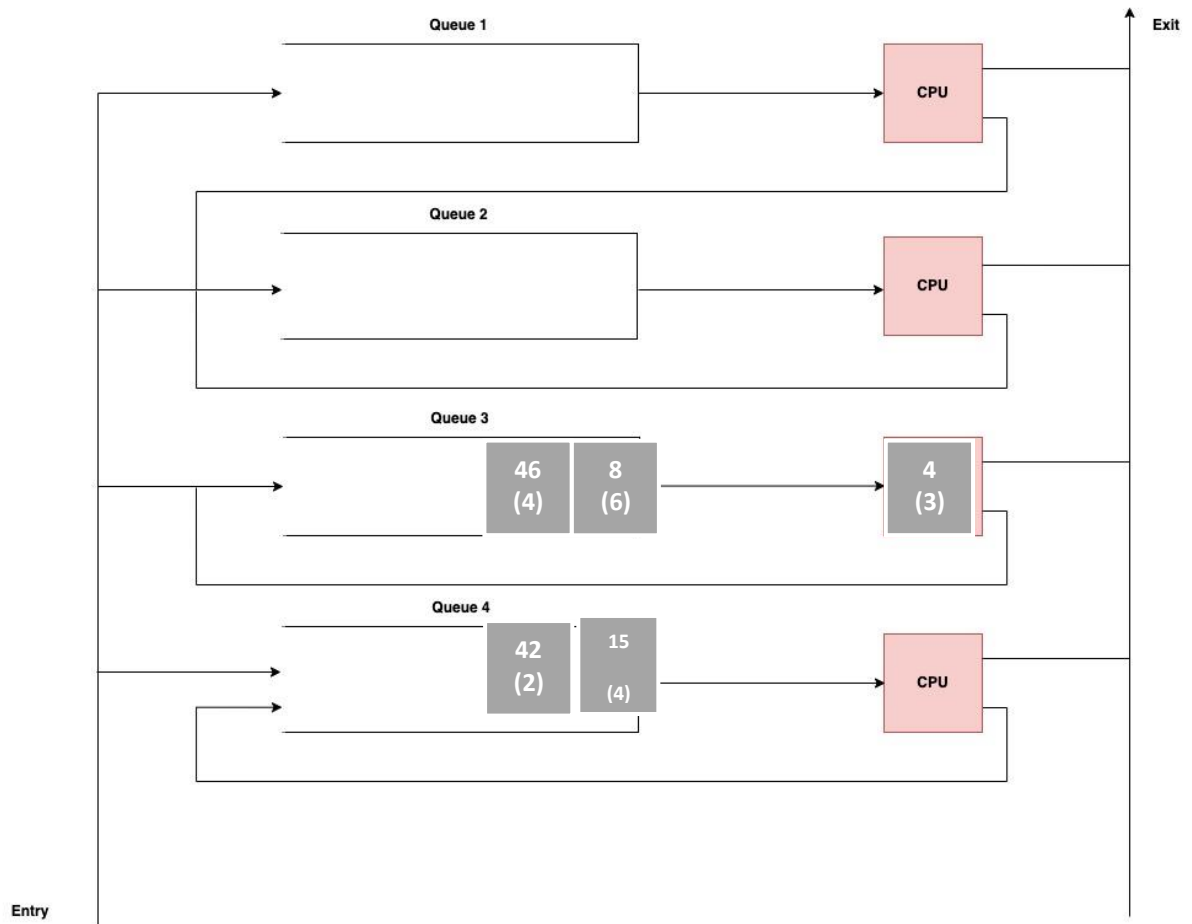 Queue 1
Exit
CPU
Queue 2
CPU
Queue 3
46
(4)
8
(6)
4
(3)
Queue 4
42
(2)
15
(4)
CPU
Entry